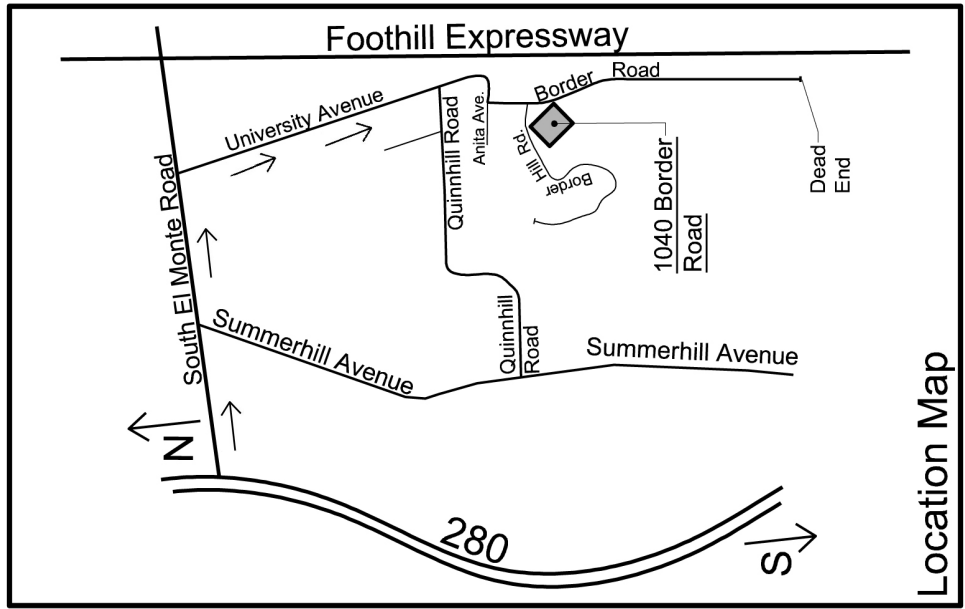 Foothill Expressway
Border Road
University Avenue
Anita Ave.
Quinnhill Road
Hill Rd.
Border
1040 Border
Road
Dead
End
South El Monte Road
Summerhill Avenue
Quinnhill
Road
Summerhill Avenue
N
280
S
Location Map